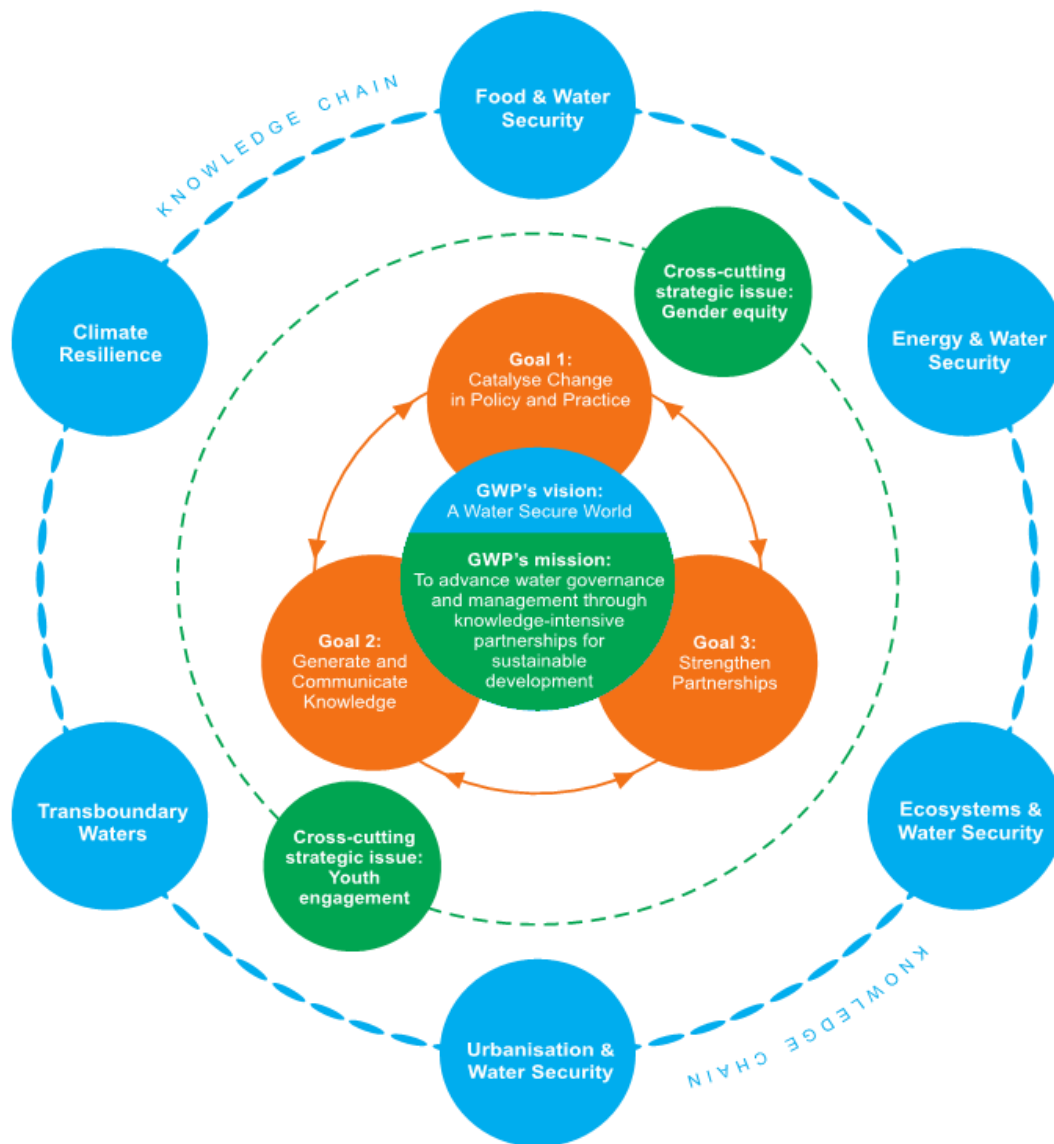 KNOWLEDGE CHAIN
Food & Water
Security
Cross-cutting
strategic issue:
Gender equity
Climate
Resilience
Energy & Water
Security
Goal 1:
Catalyse Change
in Policy and Practice
GWP's vision:
A Water Secure World
GWP's mission:
To advance water governance
and management through
knowledge-intensive
partnerships for
sustainable
development
Goal 2:
Generate and
Communicate
Knowledge
Goal 3:
Strengthen
Partnerships
Transboundary
Waters
Cross-cutting
strategic issue:
Youth
engagement
Ecosystems &
Water Security
Urbanisation &
Water Security
KNOWLEDGE CHAIN